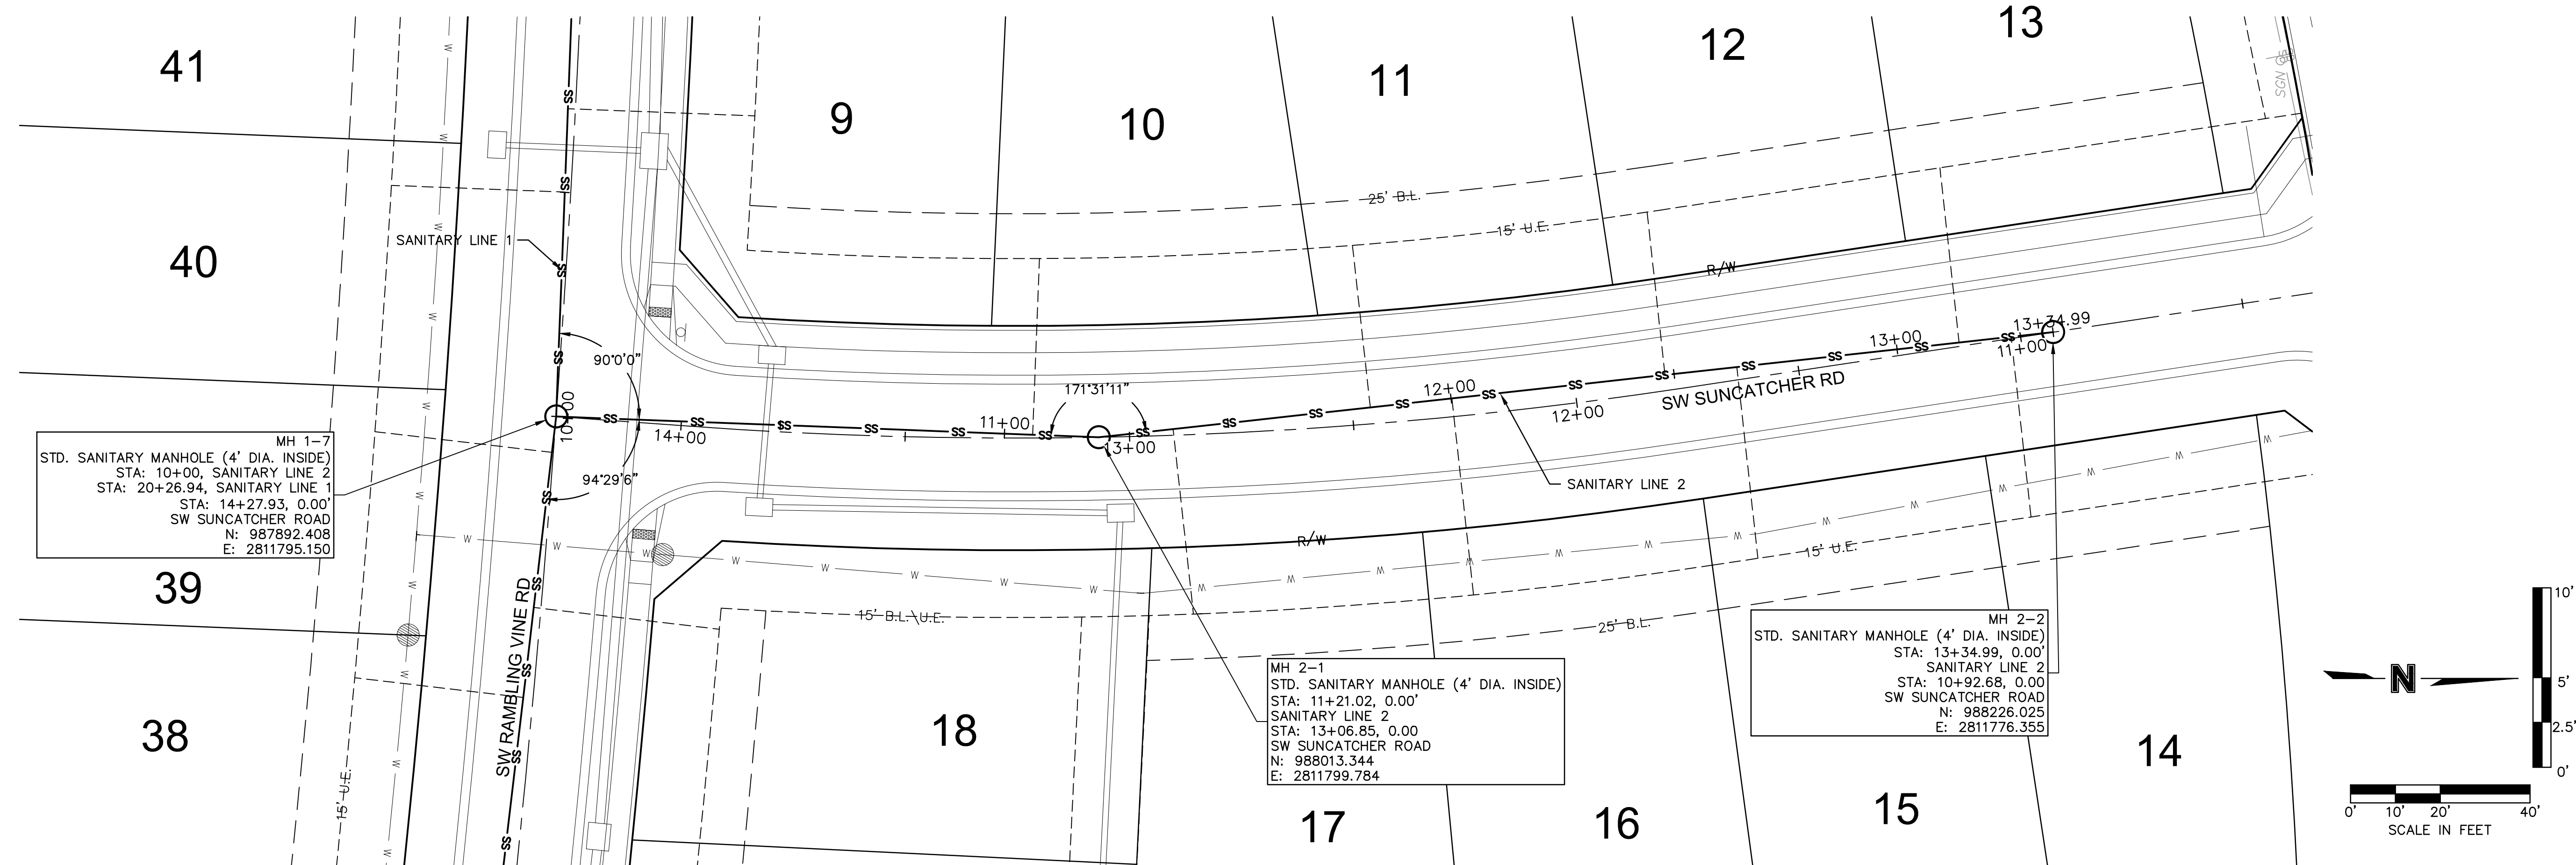 41
40
39
38
9
10
11
12
13
SGN
25' B.L.
15' U.E.
R/W
SANITARY LINE 1
90°0'0"
94°29'6"
171°31'11"
10+00
14+00
11+00
13+00
12+00
12+00
13+00
11+00
13+34.99
SW SUNCATCHER RD
SANITARY LINE 2
MH 1-7
STD. SANITARY MANHOLE (4' DIA. INSIDE)
STA: 10+00, SANITARY LINE 2
STA: 20+26.94, SANITARY LINE 1
STA: 14+27.93, 0.00'
SW SUNCATCHER ROAD
N: 987892.408
E: 2811795.150
SW RAMBLING VINE RD
15' U.E.
R/W
15' B.L.\U.E.
25' B.L.
15' U.E.
MH 2-1
STD. SANITARY MANHOLE (4' DIA. INSIDE)
STA: 11+21.02, 0.00'
SANITARY LINE 2
STA: 13+06.85, 0.00
SW SUNCATCHER ROAD
N: 988013.344
E: 2811799.784
MH 2-2
STD. SANITARY MANHOLE (4' DIA. INSIDE)
STA: 13+34.99, 0.00'
SANITARY LINE 2
STA: 10+92.68, 0.00
SW SUNCATCHER ROAD
N: 988226.025
E: 2811776.355
18
17
16
15
14
N
10'
5'
2.5'
0'
0' 10' 20' 40'
SCALE IN FEET